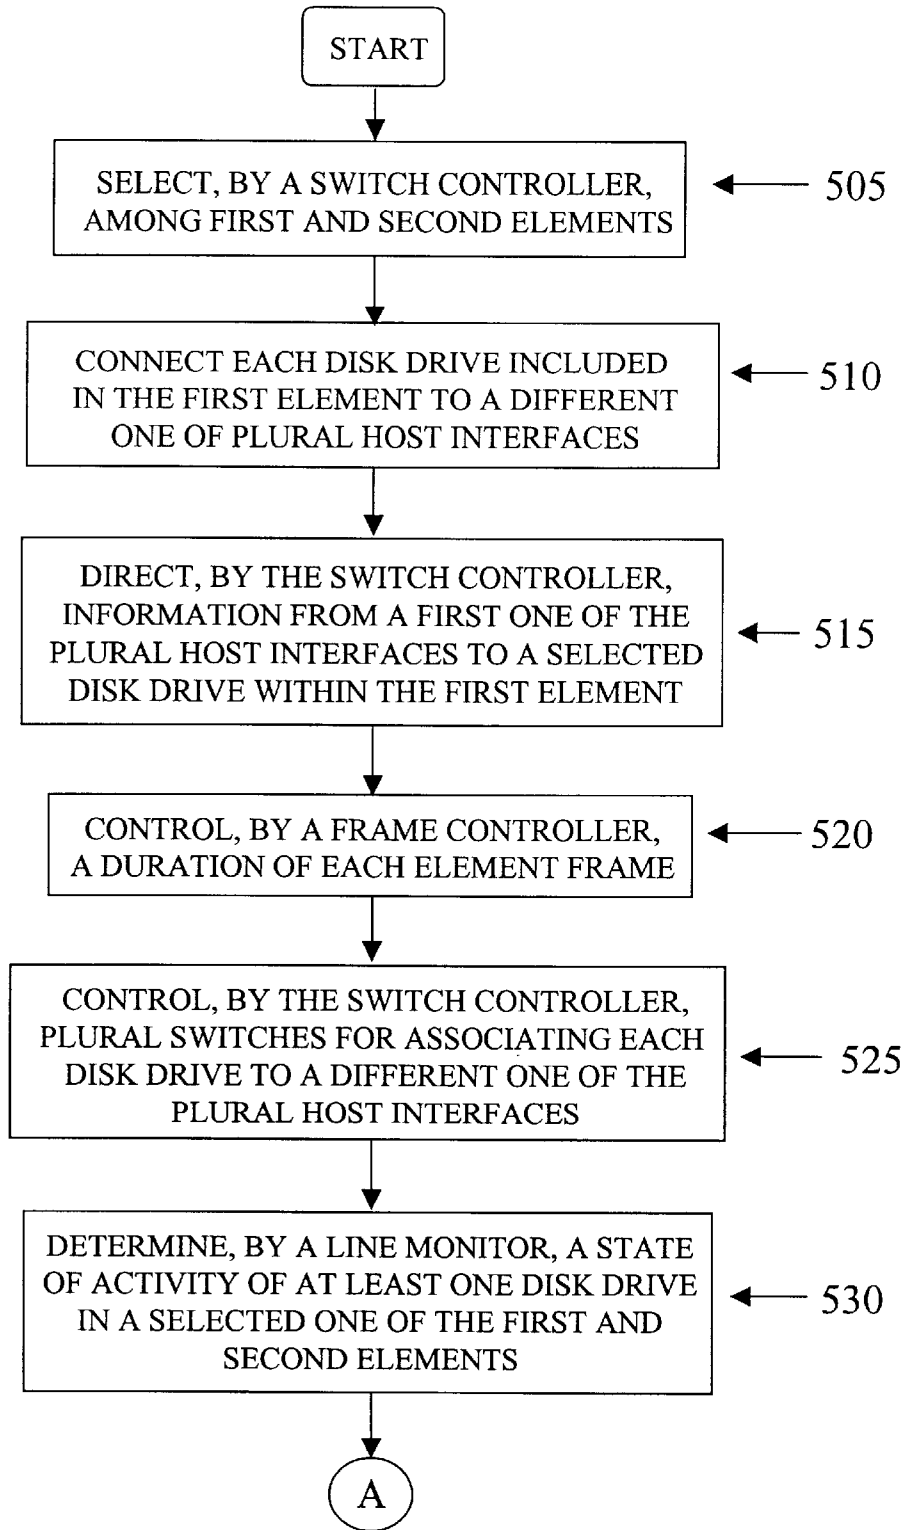 START
SELECT, BY A SWITCH CONTROLLER,
AMONG FIRST AND SECOND ELEMENTS
505
CONNECT EACH DISK DRIVE INCLUDED
IN THE FIRST ELEMENT TO A DIFFERENT
ONE OF PLURAL HOST INTERFACES
510
DIRECT, BY THE SWITCH CONTROLLER,
INFORMATION FROM A FIRST ONE OF THE
PLURAL HOST INTERFACES TO A SELECTED
DISK DRIVE WITHIN THE FIRST ELEMENT
515
CONTROL, BY A FRAME CONTROLLER,
A DURATION OF EACH ELEMENT FRAME
520
CONTROL, BY THE SWITCH CONTROLLER,
PLURAL SWITCHES FOR ASSOCIATING EACH
DISK DRIVE TO A DIFFERENT ONE OF THE
PLURAL HOST INTERFACES
525
DETERMINE, BY A LINE MONITOR, A STATE
OF ACTIVITY OF AT LEAST ONE DISK DRIVE
IN A SELECTED ONE OF THE FIRST AND
SECOND ELEMENTS
530
A